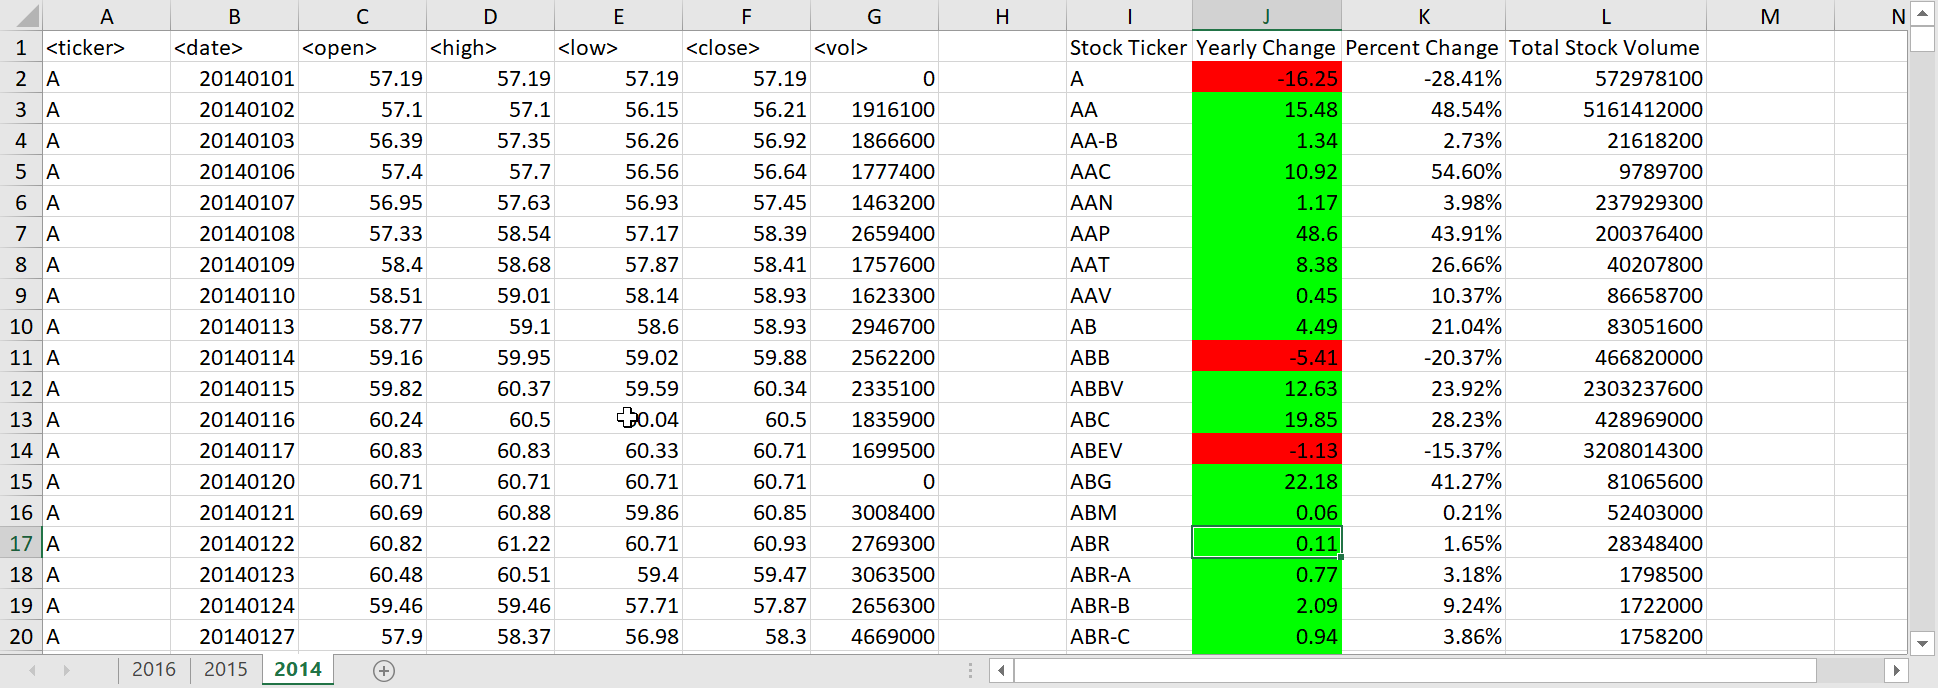 A B C D E F G H I J K L M N
1 <ticker> <date> <open> <high> <low> <close> <vol> Stock Ticker Yearly Change Percent Change Total Stock Volume
2 A 20140101 57.19 57.19 57.19 57.19 0 A -16.25 -28.41% 572978100
3 A 20140102 57.1 57.1 56.15 56.21 1916100 AA 15.48 48.54% 5161412000
4 A 20140103 56.39 57.35 56.26 56.92 1866600 AA-B 1.34 2.73% 21618200
5 A 20140106 57.4 57.7 56.56 56.64 1777400 AAC 10.92 54.60% 9789700
6 A 20140107 56.95 57.63 56.93 57.45 1463200 AAN 1.17 3.98% 237929300
7 A 20140108 57.33 58.54 57.17 58.39 2659400 AAP 48.6 43.91% 200376400
8 A 20140109 58.4 58.68 57.87 58.41 1757600 AAT 8.38 26.66% 40207800
9 A 20140110 58.51 59.01 58.14 58.93 1623300 AAV 0.45 10.37% 86658700
10 A 20140113 58.77 59.1 58.6 58.93 2946700 AB 4.49 21.04% 83051600
11 A 20140114 59.16 59.95 59.02 59.88 2562200 ABB -5.41 -20.37% 466820000
12 A 20140115 59.82 60.37 59.59 60.34 2335100 ABBV 12.63 23.92% 2303237600
13 A 20140116 60.24 60.5 60.5 1835900 ABC 19.85 28.23% 428969000
14 A 20140117 60.83 60.83 60.33 60.71 1699500 ABEV -1.13 -15.37% 3208014300
15 A 20140120 60.71 60.71 60.71 60.71 0 ABG 22.18 41.27% 81065600
16 A 20140121 60.69 60.88 59.86 60.85 3008400 ABM 0.06 0.21% 52403000
17 A 20140122 60.82 61.22 60.71 60.93 2769300 ABR 0.11 1.65% 28348400
18 A 20140123 60.48 60.51 59.4 59.47 3063500 ABR-A 0.77 3.18% 1798500
19 A 20140124 59.46 59.46 57.71 57.87 2656300 ABR-B 2.09 9.24% 1722000
20 A 20140127 57.9 58.37 56.98 58.3 4669000 ABR-C 0.94 3.86% 1758200
2016 2015 2014